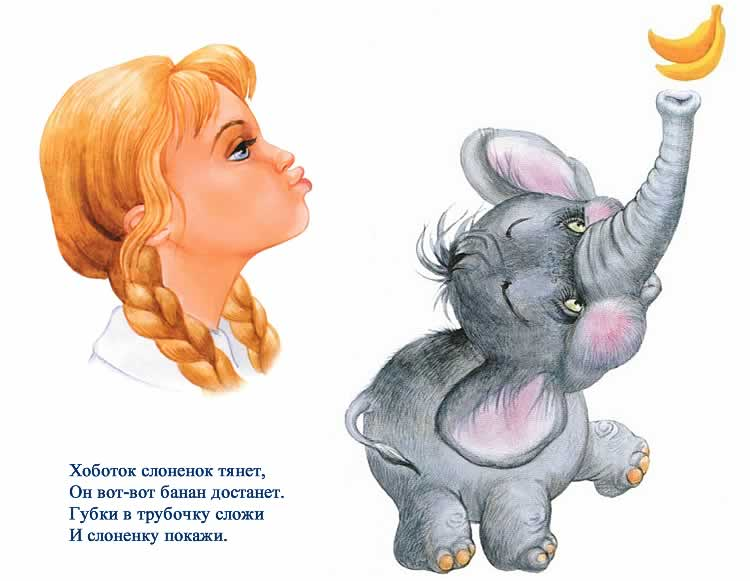 Хоботок слоненок тянет,
Он вот-вот банан достанет.
Губки в трубочку сложи
И слоненку покажи.